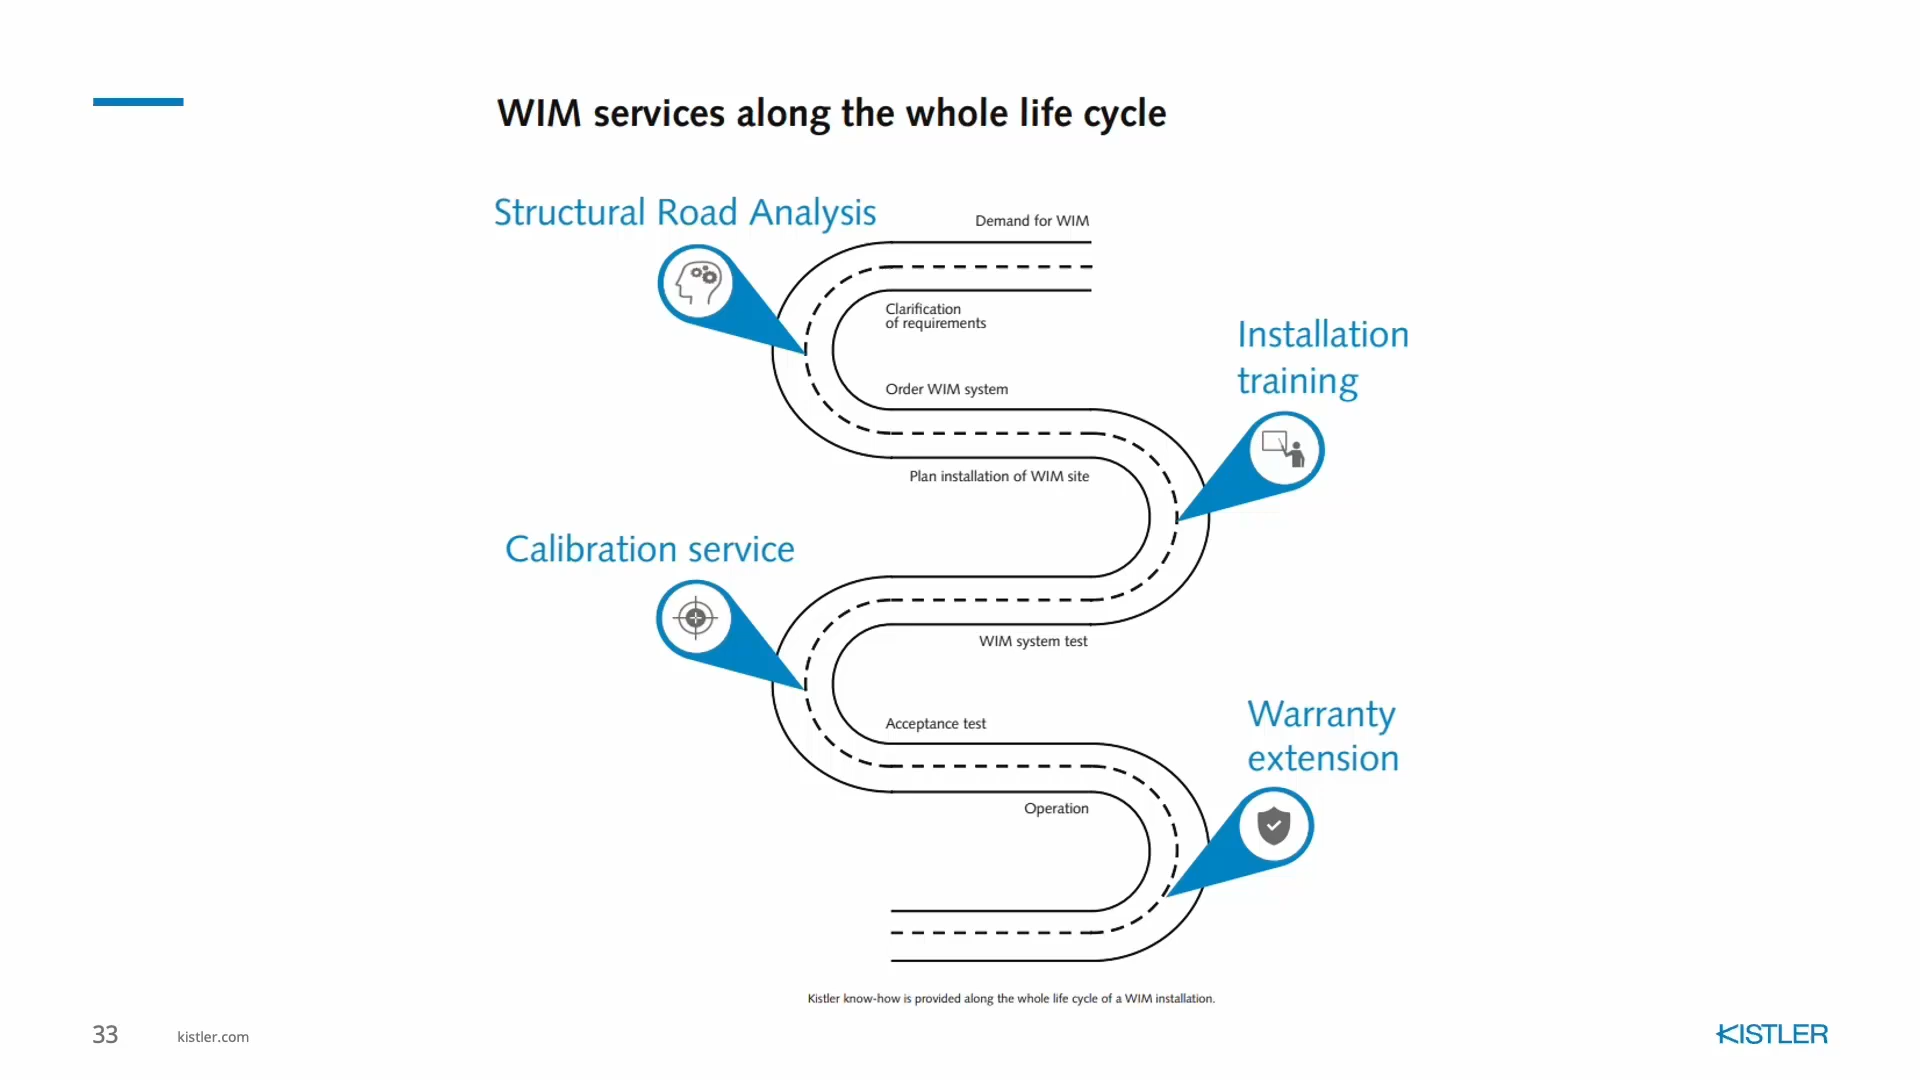 WIM services along the whole life cycle
Structural Road Analysis
Demand for WIM
Clarification
of requirements
Installation
training
Order WIM system
Plan installation of WIM site
Calibration service
WIM system test
Warranty
extension
Acceptance test
Operation
Kistler know-how is provided along the whole life cycle of a WIM installation.
33
kistler.com
KISTLER